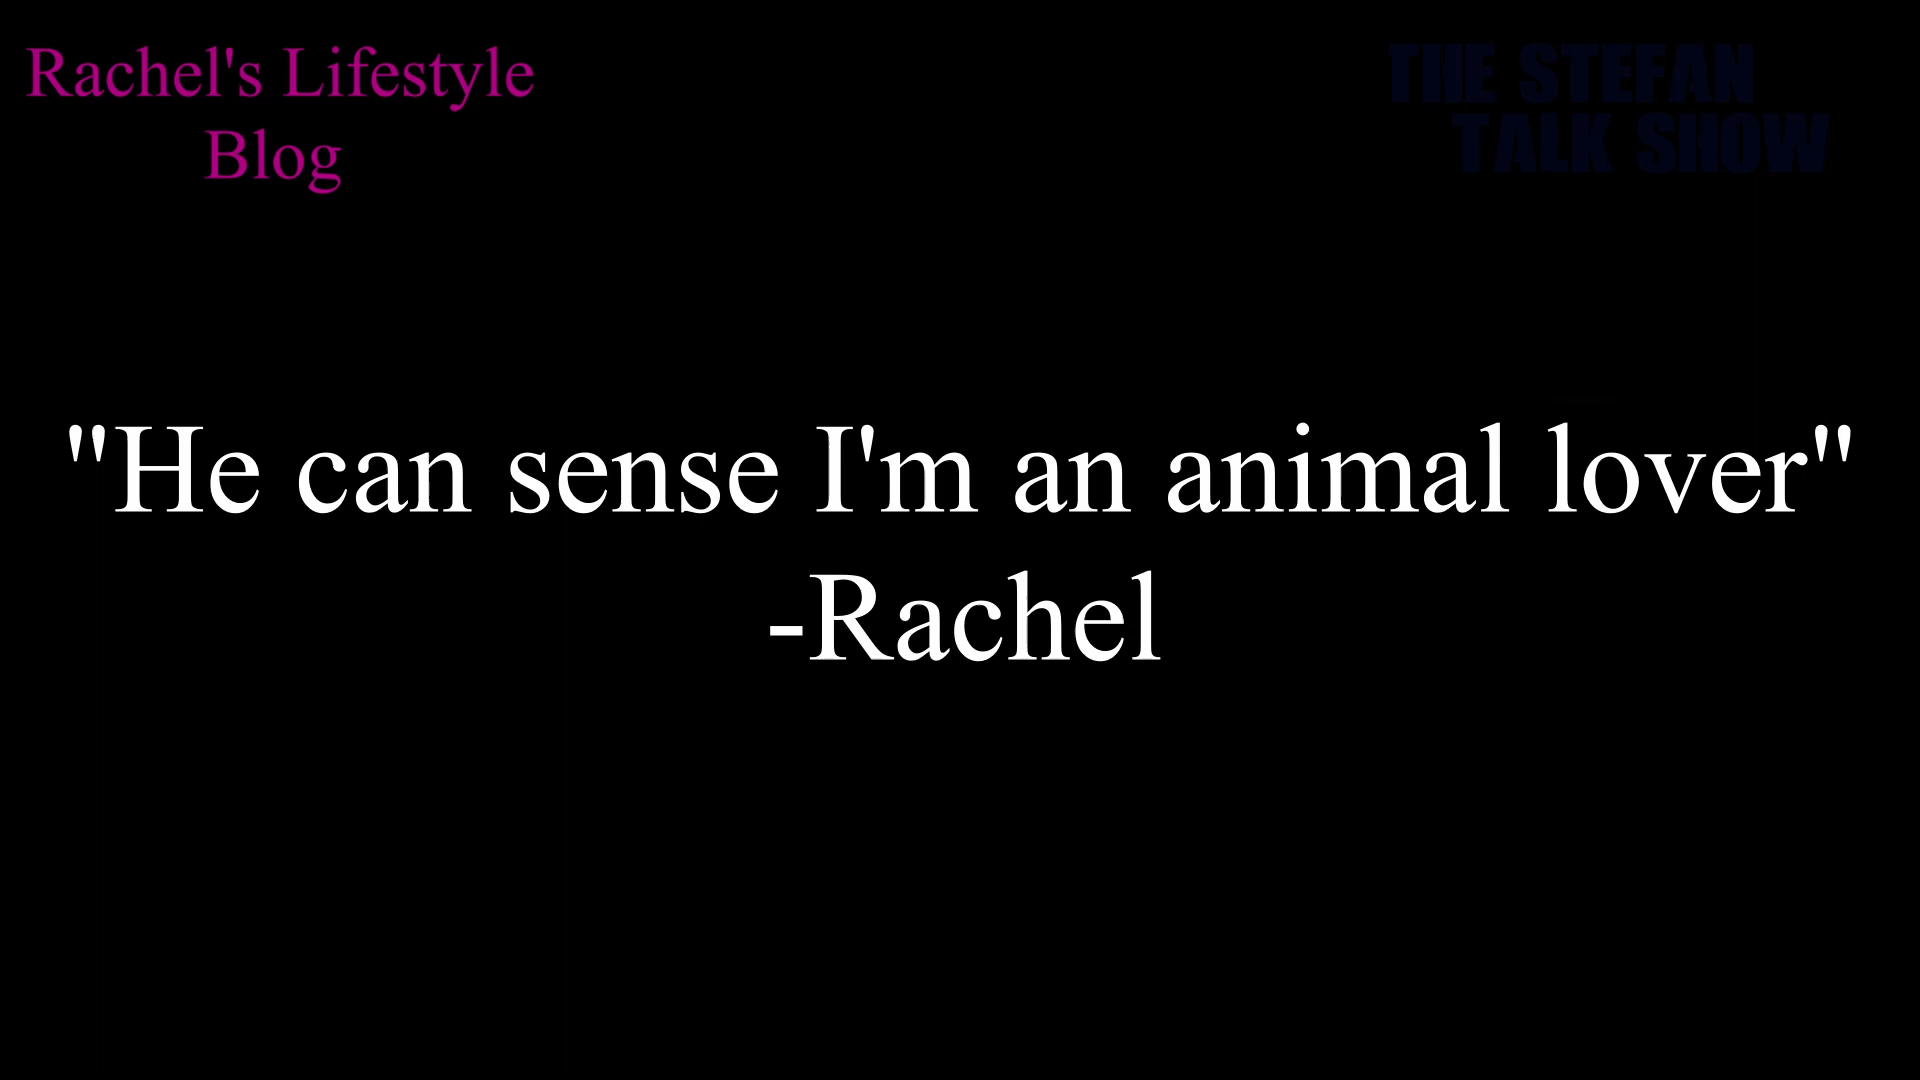 Rachel's Lifestyle
Blog
THE STEFAN
TALK SHOW
"He can sense I'm an animal lover"
-Rachel